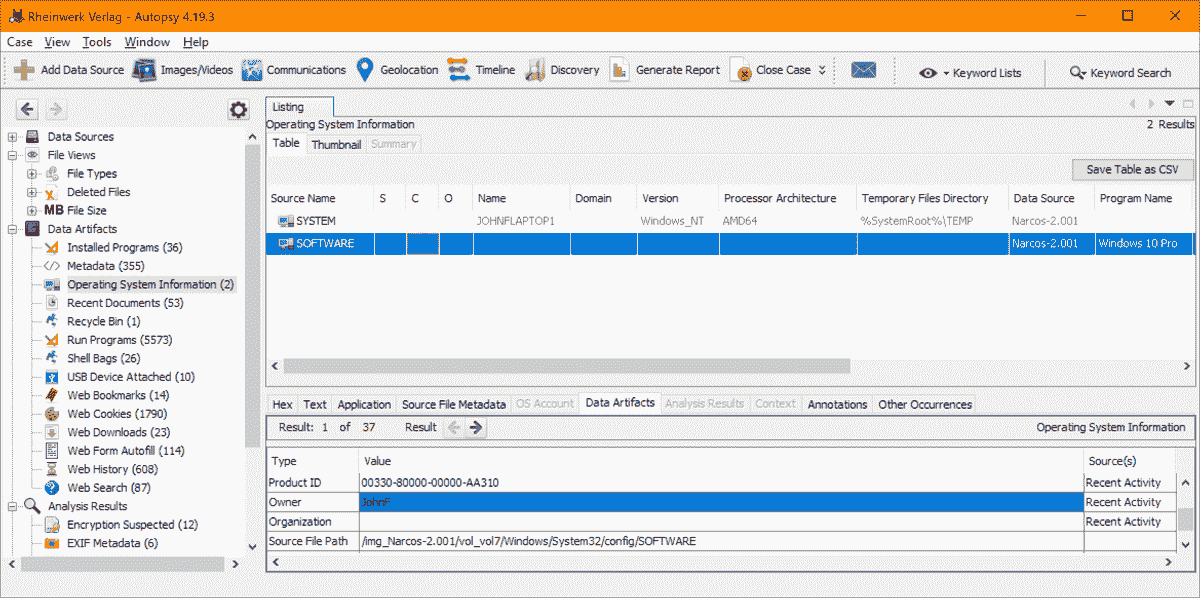 Rheinwerk Verlag - Autopsy 4.19.3
Case View Tools Window Help
Add Data Source Images/Videos Communications Geolocation Timeline Discovery Generate Report Close Case Keyword Lists Keyword Search
Data Sources
File Views
File Types
Deleted Files
MB File Size
Data Artifacts
Installed Programs (36)
Metadata (355)
Operating System Information (2)
Recent Documents (53)
Recycle Bin (1)
Run Programs (5573)
Shell Bags (26)
USB Device Attached (10)
Web Bookmarks (14)
Web Cookies (1790)
Web Downloads (23)
Web Form Autofill (114)
Web History (608)
Web Search (87)
Analysis Results
Encryption Suspected (12)
EXIF Metadata (6)
Listing
Operating System Information 2 Results
Table Thumbnail Summary
Save Table as CSV
Source Name S C O Name Domain Version Processor Architecture Temporary Files Directory Data Source Program Name
SYSTEM JOHNFLAPTOP1 Windows_NT AMD64 %SystemRoot%\TEMP Narcos-2.001
SOFTWARE Narcos-2.001 Windows 10 Pro
Hex Text Application Source File Metadata OS Account Data Artifacts Analysis Results Context Annotations Other Occurrences
Result: 1 of 37 Result Operating System Information
Type Value Source(s)
Product ID 00330-80000-00000-AA310 Recent Activity
Owner JohnF Recent Activity
Organization Recent Activity
Source File Path /img_Narcos-2.001/vol_vol7/Windows/System32/config/SOFTWARE